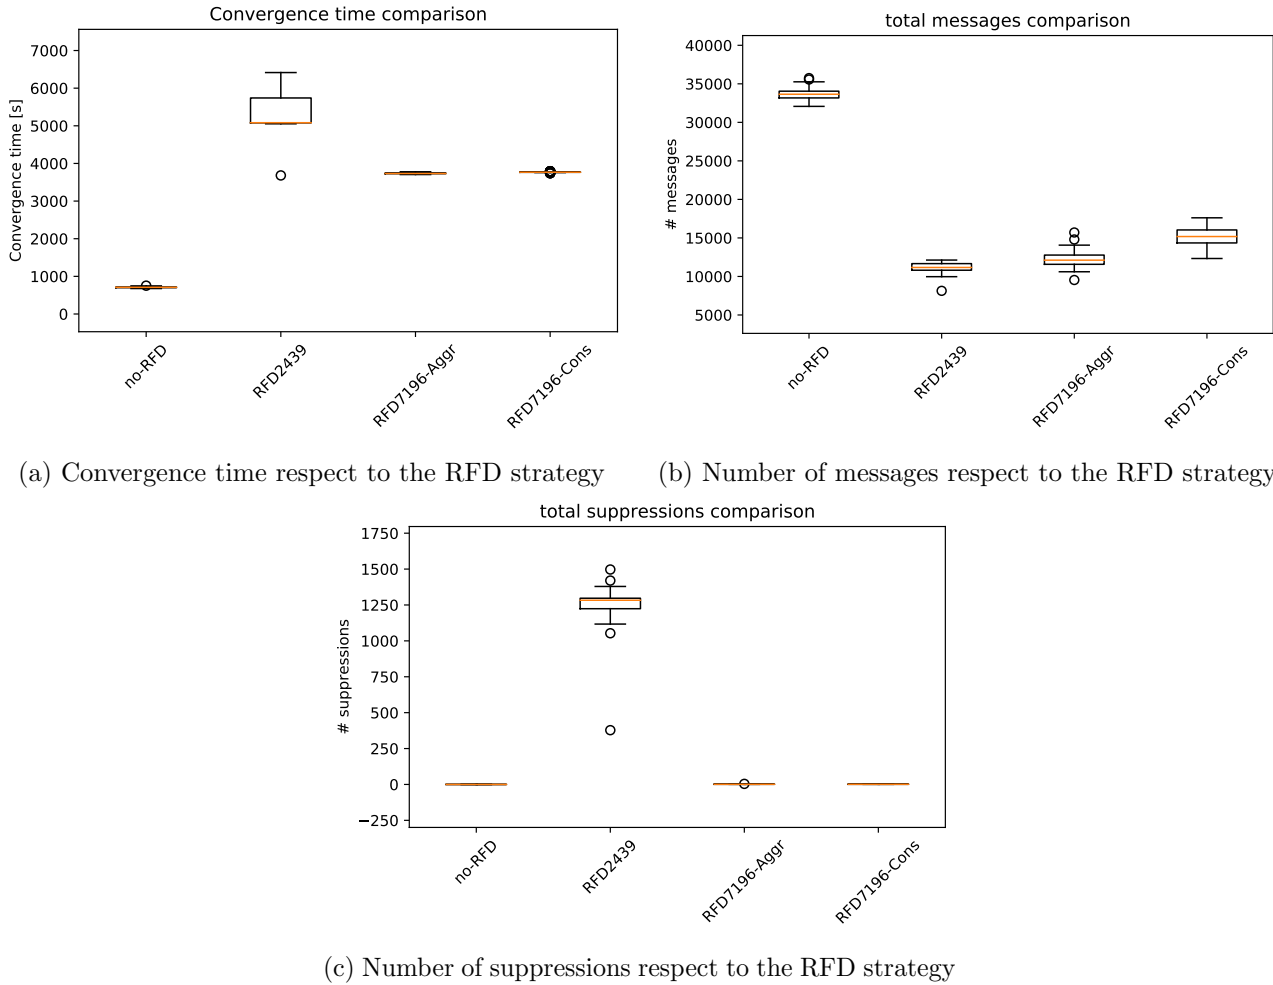 Convergence time comparison
Convergence time [s]
7000
6000
5000
4000
3000
2000
1000
0
no-RFD
RFD2439
RFD7196-Aggr
RFD7196-Cons
(a) Convergence time respect to the RFD strategy
total messages comparison
# messages
40000
35000
30000
25000
20000
15000
10000
5000
no-RFD
RFD2439
RFD7196-Aggr
RFD7196-Cons
(b) Number of messages respect to the RFD strategy
total suppressions comparison
# suppressions
1750
1500
1250
1000
750
500
250
0
−250
no-RFD
RFD2439
RFD7196-Aggr
RFD7196-Cons
(c) Number of suppressions respect to the RFD strategy